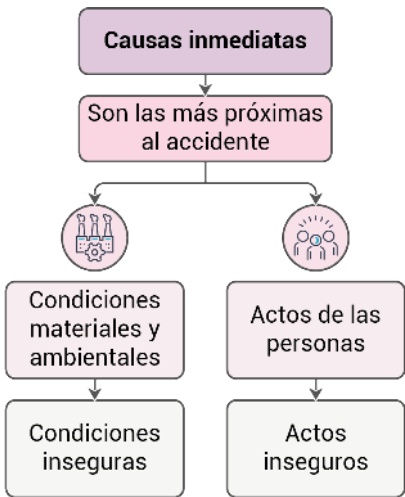 Causas inmediatas
Son las más próximas
al accidente
Condiciones
materiales y
ambientales
Actos de las
personas
Condiciones
inseguras
Actos
inseguros